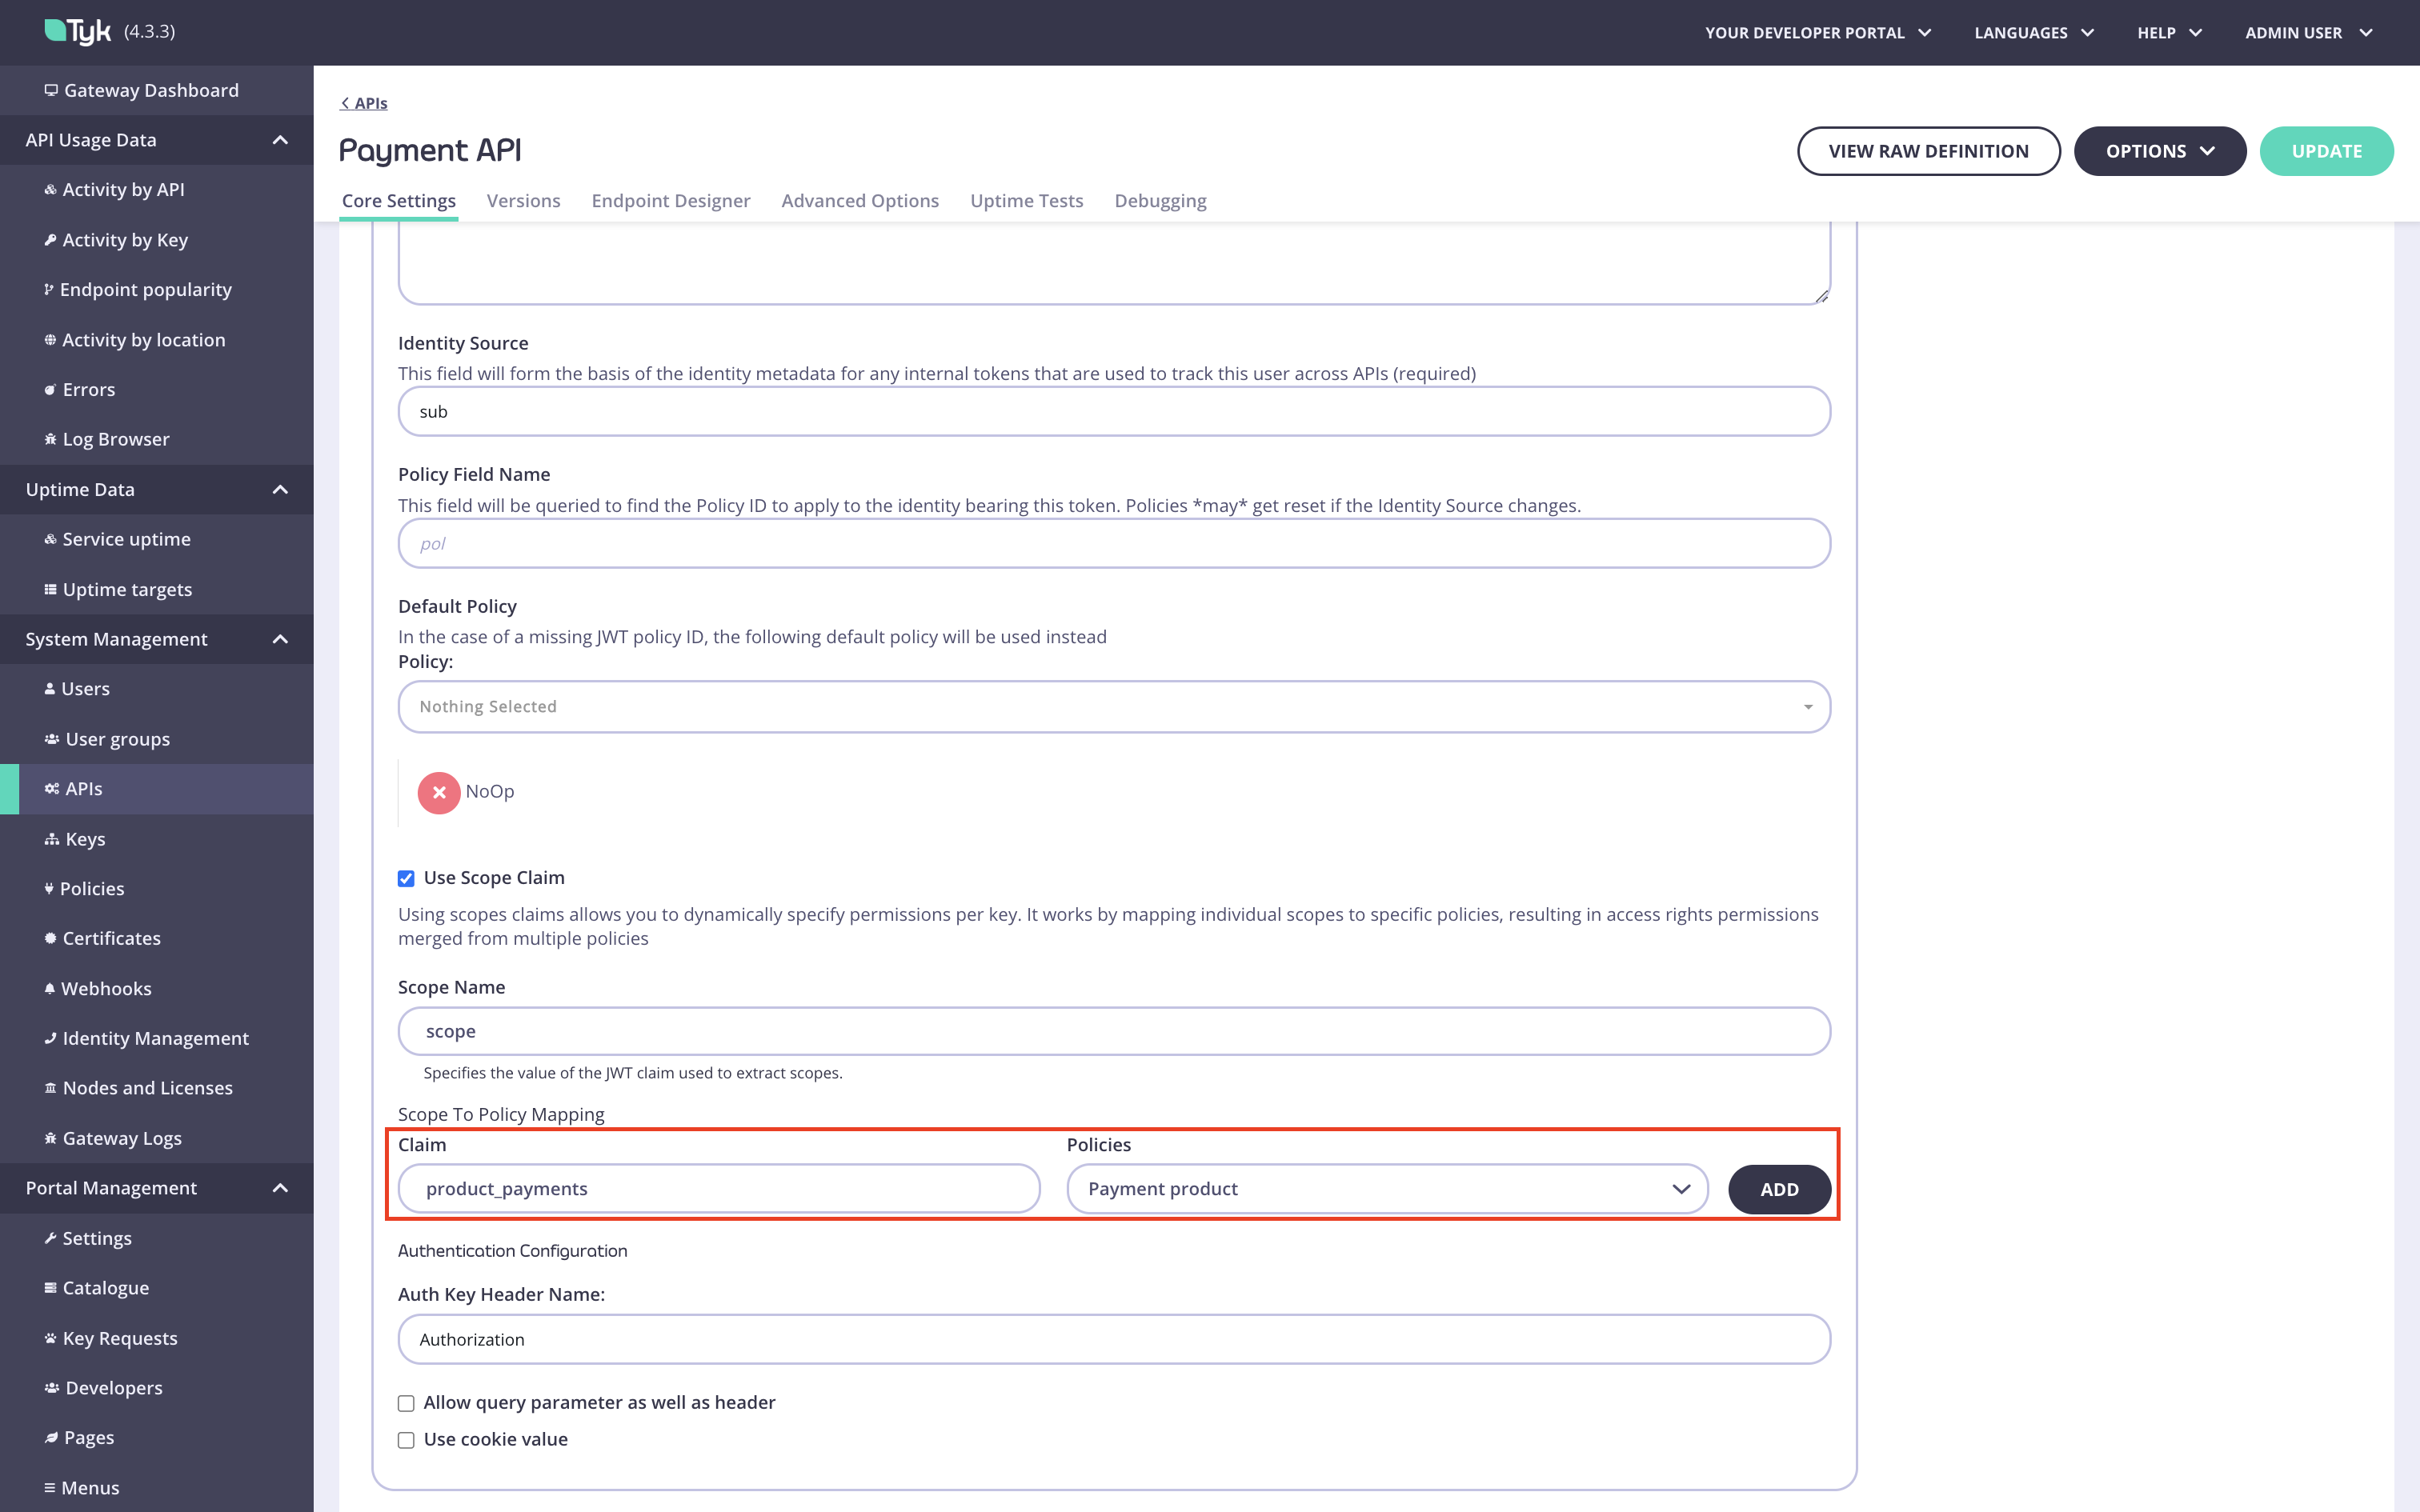 Tyk (4.3.3)
YOUR DEVELOPER PORTAL
LANGUAGES
HELP
ADMIN USER
Gateway Dashboard
API Usage Data
Activity by API
Activity by Key
Endpoint popularity
Activity by location
Errors
Log Browser
Uptime Data
Service uptime
Uptime targets
System Management
Users
User groups
APIs
Keys
Policies
Certificates
Webhooks
Identity Management
Nodes and Licenses
Gateway Logs
Portal Management
Settings
Catalogue
Key Requests
Developers
Pages
Menus
APIs
Payment API
VIEW RAW DEFINITION
OPTIONS
UPDATE
Core Settings
Versions
Endpoint Designer
Advanced Options
Uptime Tests
Debugging
Identity Source
This field will form the basis of the identity metadata for any internal tokens that are used to track this user across APIs (required)
sub
Policy Field Name
This field will be queried to find the Policy ID to apply to the identity bearing this token. Policies *may* get reset if the Identity Source changes.
pol
Default Policy
In the case of a missing JWT policy ID, the following default policy will be used instead
Policy:
Nothing Selected
NoOp
Use Scope Claim
Using scopes claims allows you to dynamically specify permissions per key. It works by mapping individual scopes to specific policies, resulting in access rights permissions
merged from multiple policies
Scope Name
scope
Specifies the value of the JWT claim used to extract scopes.
Scope To Policy Mapping
Claim
Policies
product_payments
Payment product
ADD
Authentication Configuration
Auth Key Header Name:
Authorization
Allow query parameter as well as header
Use cookie value